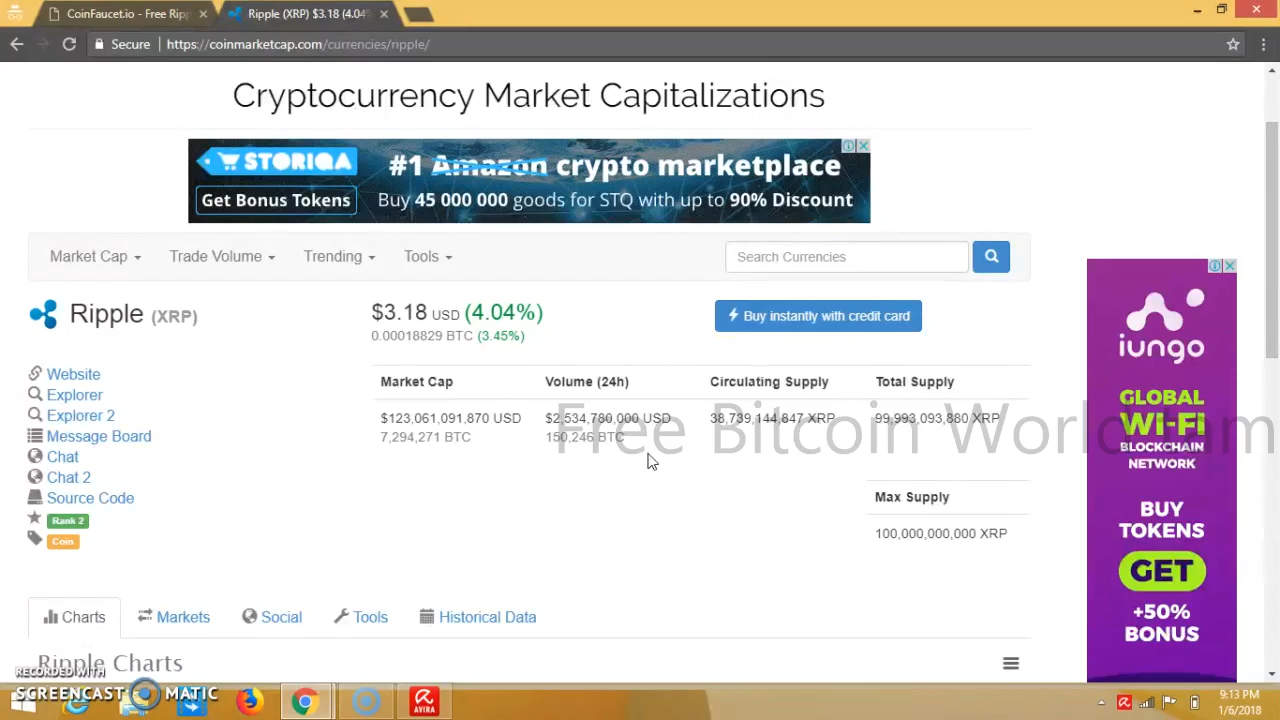 CoinFaucet.io - Free Ripp
Ripple (XRP) $3.18 (4.04%
Secure
https://coinmarketcap.com/currencies/ripple/
Cryptocurrency Market Capitalizations
STORIQA
Get Bonus Tokens
#1 Amazon crypto marketplace
Buy 45 000 000 goods for STQ with up to 90% Discount
Market Cap
Trade Volume
Trending
Tools
Search Currencies
Ripple (XRP)
$3.18 USD (4.04%)
0.00018829 BTC (3.45%)
Buy instantly with credit card
Website
Explorer
Explorer 2
Message Board
Chat
Chat 2
Source Code
Rank 2
Coin
Market Cap
Volume (24h)
Circulating Supply
Total Supply
$123,061,091,870 USD
$2,534,780,000 USD
38,739,144,847 XRP
99,993,093,880 XRP
7,294,271 BTC
150,246 BTC
Free Bitcoin World am
Max Supply
100,000,000,000 XRP
iungo
GLOBAL
WI-FI
BLOCKCHAIN
NETWORK
BUY
TOKENS
GET
+50%
BONUS
Charts
Markets
Social
Tools
Historical Data
Ripple Charts
RECORDED WITH
SCREENCAST MATIC
AVIRA
9:13 PM
1/6/2018